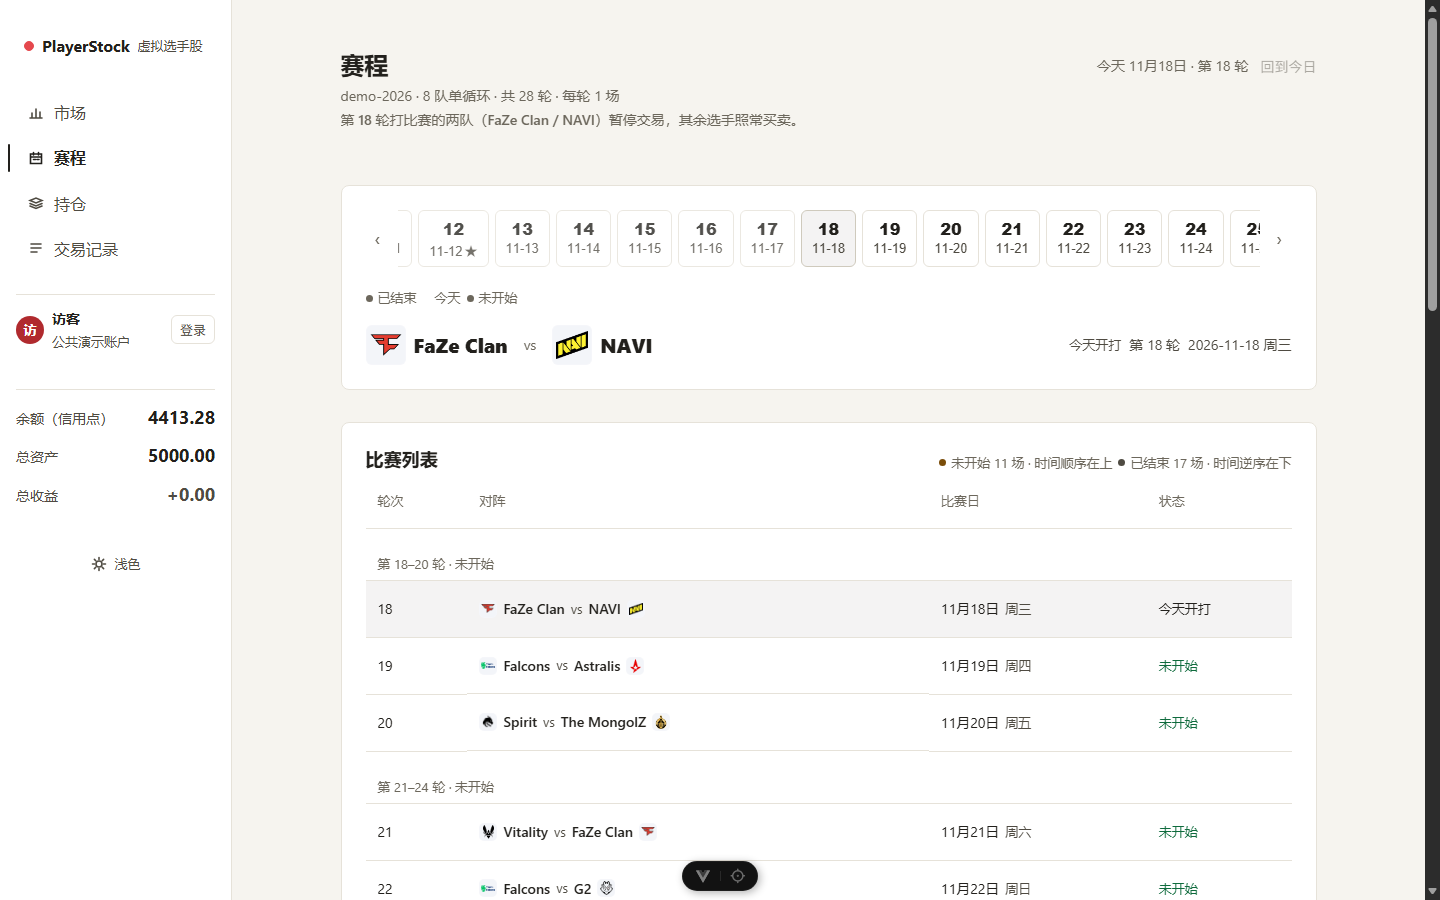 PlayerStock 虚拟选手股
市场
赛程
持仓
交易记录
访
访客
公共演示账户
登录
余额（信用点） 4413.28
总资产 5000.00
总收益 +0.00
浅色
赛程
今天 11月18日 · 第 18 轮 回到今日
demo-2026 · 8 队单循环 · 共 28 轮 · 每轮 1 场
第 18 轮打比赛的两队（FaZe Clan / NAVI）暂停交易，其余选手照常买卖。
‹ 12 13 14 15 16 17 18 19 20 21 22 23 24 ›
11-12 ★ 11-13 11-14 11-15 11-16 11-17 11-18 11-19 11-20 11-21 11-22 11-23 11-24 11-
已结束 今天 未开始
FaZe Clan vs NAVI NAVI
今天开打 第 18 轮 2026-11-18 周三
比赛列表
未开始 11 场 · 时间顺序在上 已结束 17 场 · 时间逆序在下
轮次 对阵 比赛日 状态
第 18–20 轮 · 未开始
18 FaZe Clan vs NAVI 11月18日 周三 今天开打
19 Falcons vs Astralis 11月19日 周四 未开始
20 Spirit vs The MongolZ 11月20日 周五 未开始
第 21–24 轮 · 未开始
21 Vitality vs FaZe Clan 11月21日 周六 未开始
22 Falcons vs G2 11月22日 周日 未开始